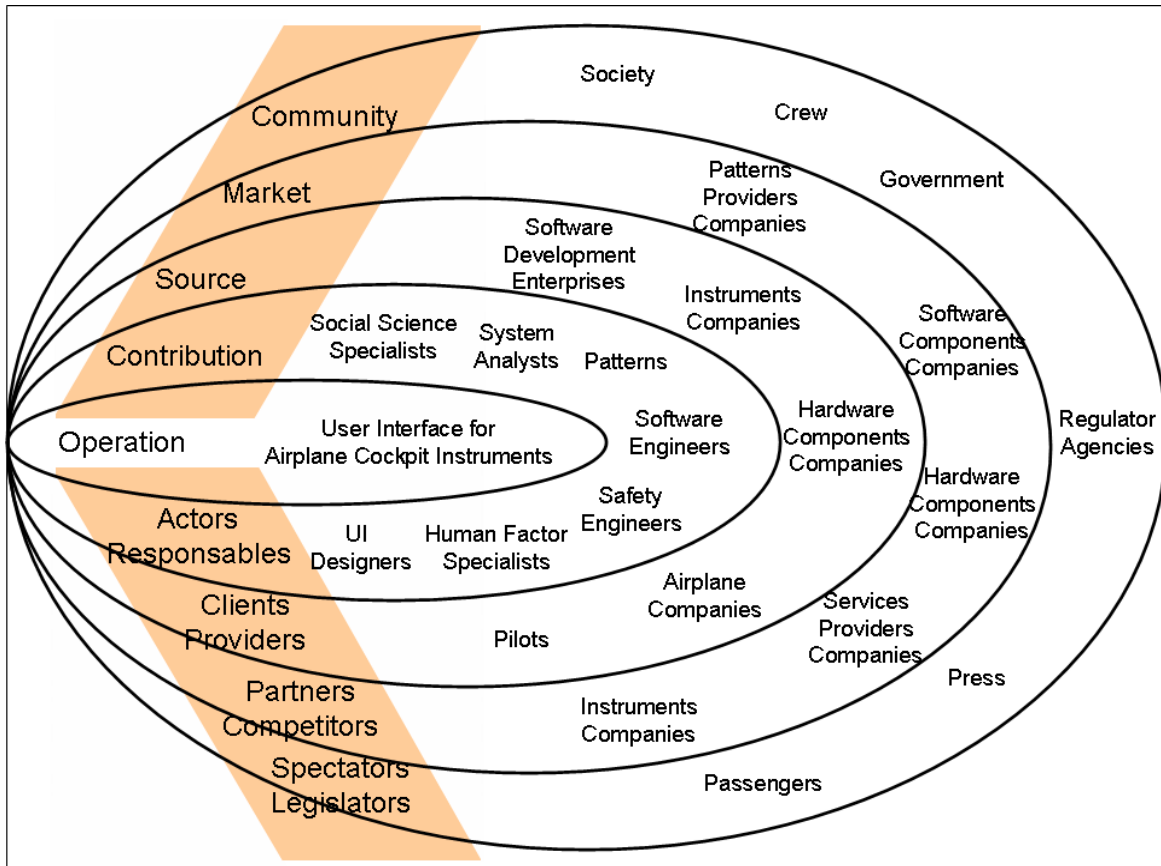 Society
Community
Crew
Market
Patterns
Providers
Companies
Government
Source
Software
Development
Enterprises
Instruments
Companies
Contribution
Social Science
Specialists
System
Analysts
Patterns
Software
Components
Companies
Operation
User Interface for
Airplane Cockpit Instruments
Software
Engineers
Hardware
Components
Companies
Regulator
Agencies
Hardware
Components
Companies
Actors
Responsables
UI
Designers
Human Factor
Specialists
Safety
Engineers
Clients
Providers
Pilots
Airplane
Companies
Services
Providers
Companies
Partners
Competitors
Instruments
Companies
Press
Spectators
Legislators
Passengers